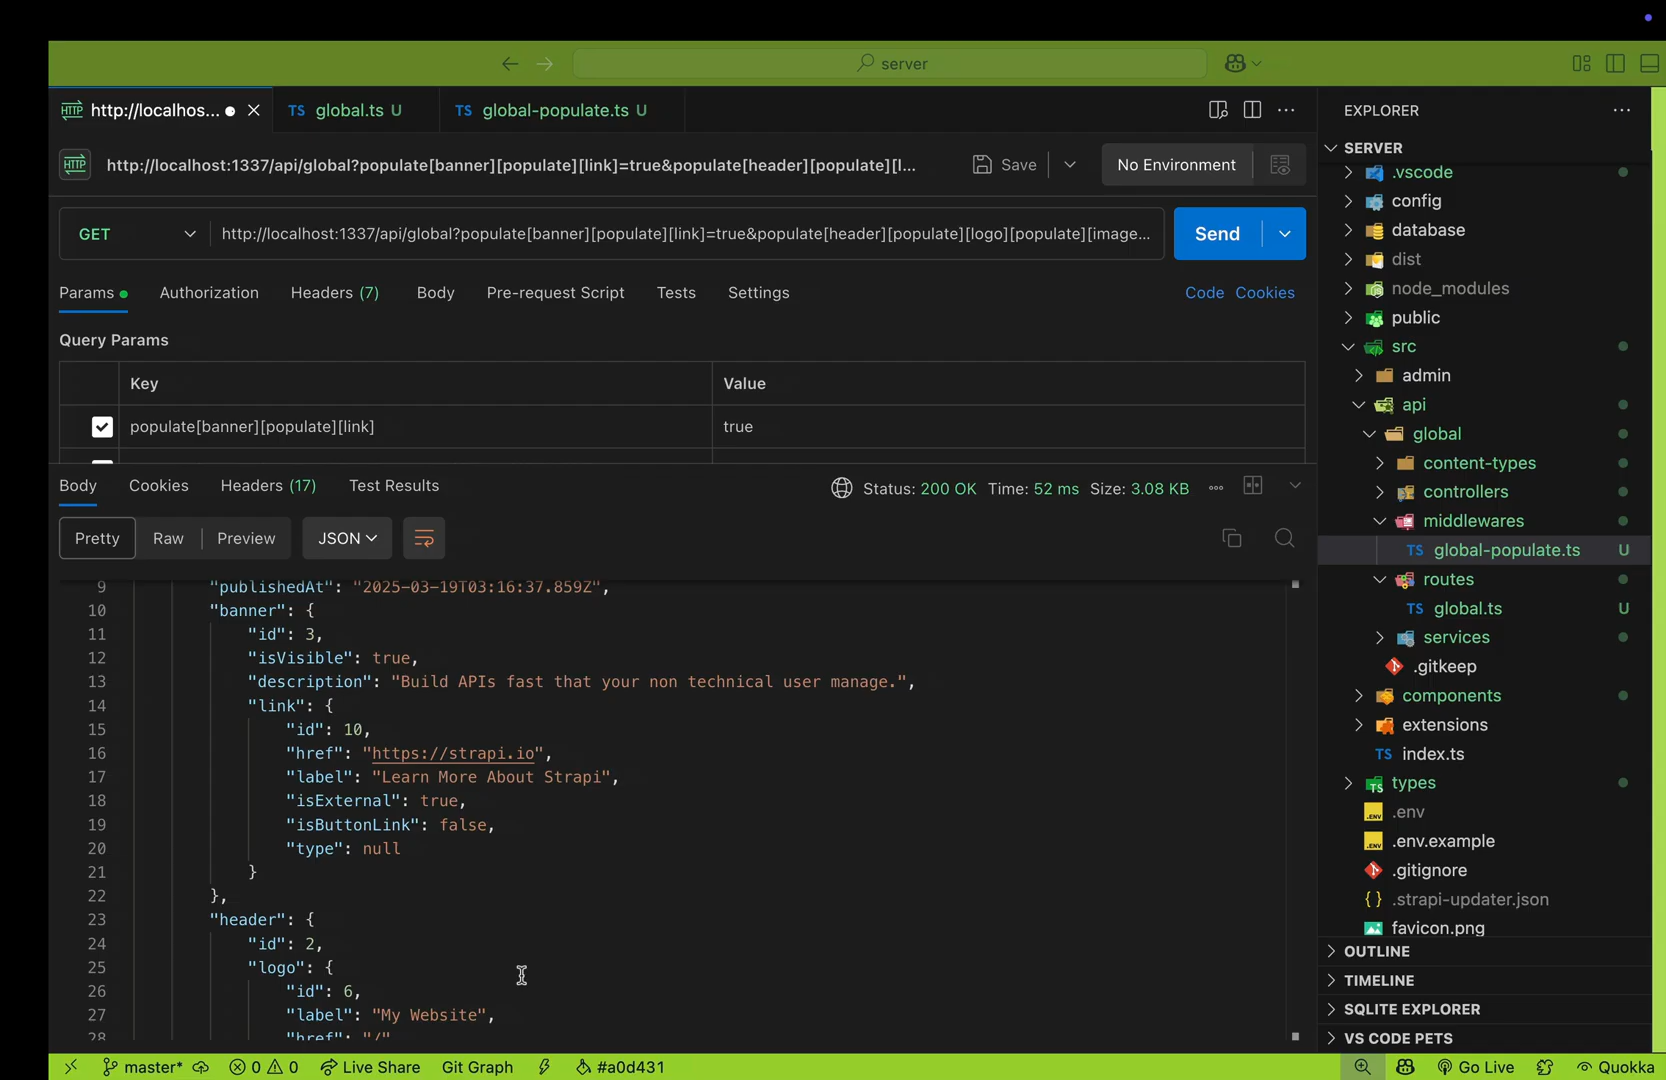 server
http://localhos...
TS global.ts U
TS global-populate.ts U
HTTP http://localhost:1337/api/global?populate[banner][populate][link]=true&populate[header][populate][l...
Save
No Environment
GET
http://localhost:1337/api/global?populate[banner][populate][link]=true&populate[header][populate][logo][populate][image...
Send
Params
Authorization
Headers (7)
Body
Pre-request Script
Tests
Settings
Code
Cookies
Query Params
Key
Value
populate[banner][populate][link]
true
Body
Cookies
Headers (17)
Test Results
Status: 200 OK Time: 52 ms Size: 3.08 KB
Pretty
Raw
Preview
JSON
9 "publishedAt": "2025-03-19T03:16:37.859Z",
10 "banner": {
11 "id": 3,
12 "isVisible": true,
13 "description": "Build APIs fast that your non technical user manage.",
14 "link": {
15 "id": 10,
16 "href": "https://strapi.io",
17 "label": "Learn More About Strapi",
18 "isExternal": true,
19 "isButtonLink": false,
20 "type": null
21 }
22 },
23 "header": {
24 "id": 2,
25 "logo": {
26 "id": 6,
27 "label": "My Website",
28 "href": "/"
EXPLORER
SERVER
.vscode
config
database
dist
node_modules
public
src
admin
api
global
content-types
controllers
middlewares
TS global-populate.ts U
routes
TS global.ts U
services
.gitkeep
components
extensions
TS index.ts
types
.env
.env.example
.gitignore
{ } .strapi-updater.json
favicon.png
OUTLINE
TIMELINE
SQLITE EXPLORER
VS CODE PETS
master*
0 0
Live Share
Git Graph
#a0d431
Go Live
Quokka